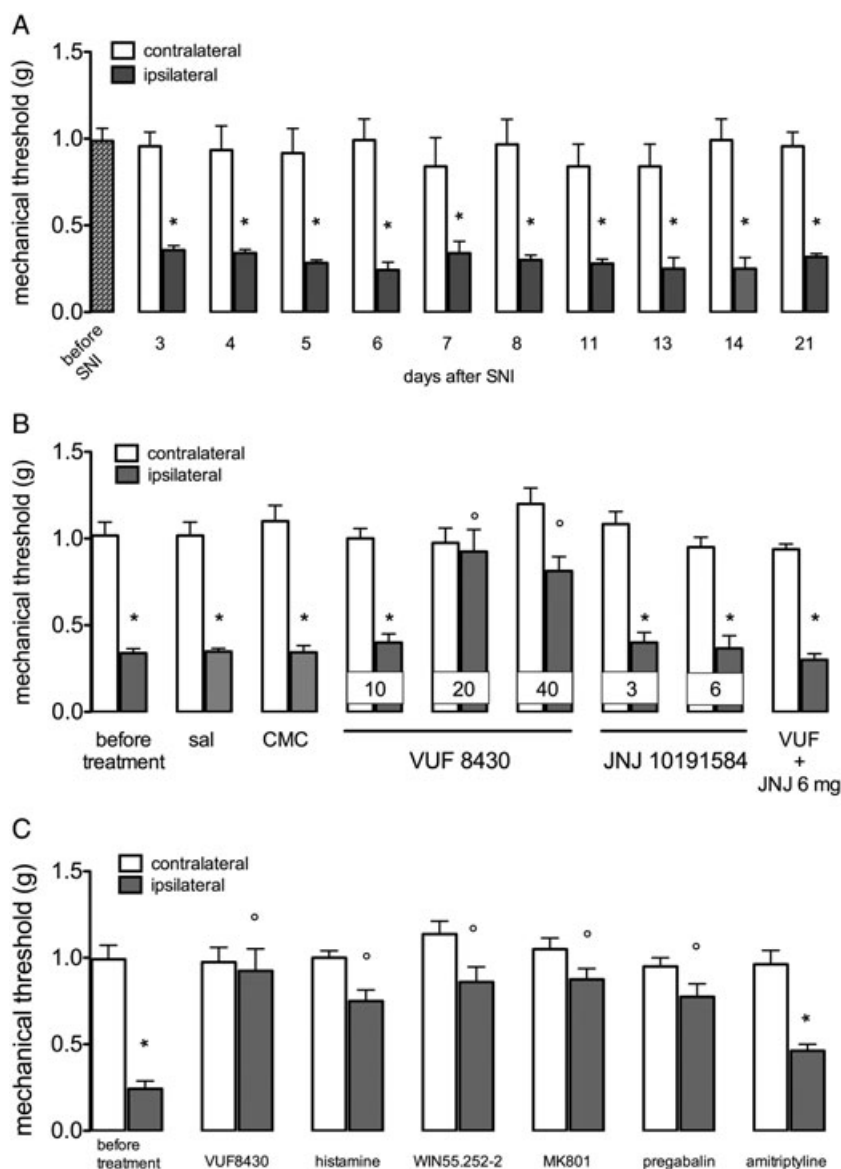 A
contralateral
ipsilateral
mechanical threshold (g)
1.5
1.0
0.5
0.0
* * * * * * * * * *
before SNI
3 4 5 6 7 8 11 13 14 21
days after SNI
B
contralateral
ipsilateral
mechanical threshold (g)
1.5
1.0
0.5
0.0
* * * * ° ° * * *
10 20 40 3 6
before treatment
sal
CMC
VUF 8430
JNJ 10191584
VUF
+
JNJ 6 mg
C
contralateral
ipsilateral
mechanical threshold (g)
1.5
1.0
0.5
0.0
* ° ° ° ° ° *
before treatment
VUF8430
histamine
WIN55.252-2
MK801
pregabalin
amitriptyline